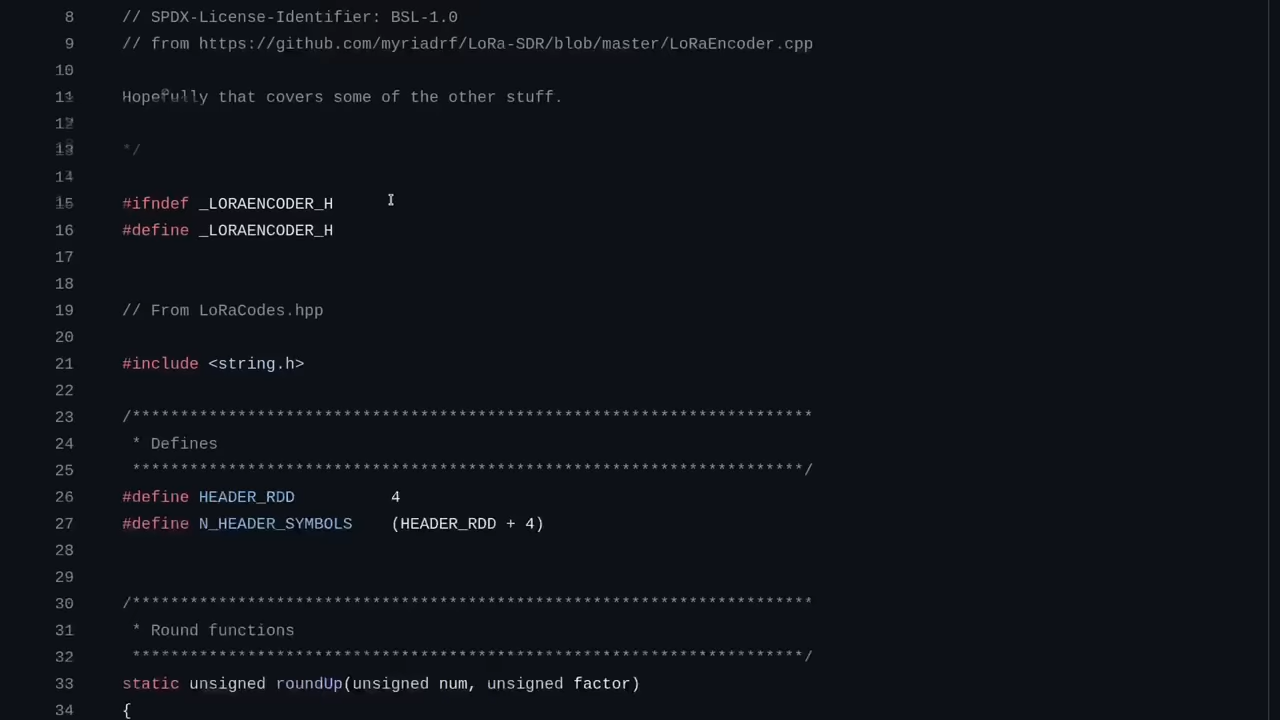 8 // SPDX-License-Identifier: BSL-1.0
9 // from https://github.com/myriadrf/LoRa-SDR/blob/master/LoRaEncoder.cpp
10
11 Hopefully that covers some of the other stuff.
12
13 */
14
15 #ifndef _LORAENCODER_H
16 #define _LORAENCODER_H
17
18
19 // From LoRaCodes.hpp
20
21 #include <string.h>
22
23 /***********************************************************************
24 * Defines
25 **********************************************************************/
26 #define HEADER_RDD 4
27 #define N_HEADER_SYMBOLS (HEADER_RDD + 4)
28
29
30 /***********************************************************************
31 * Round functions
32 **********************************************************************/
33 static unsigned roundUp(unsigned num, unsigned factor)
34 {